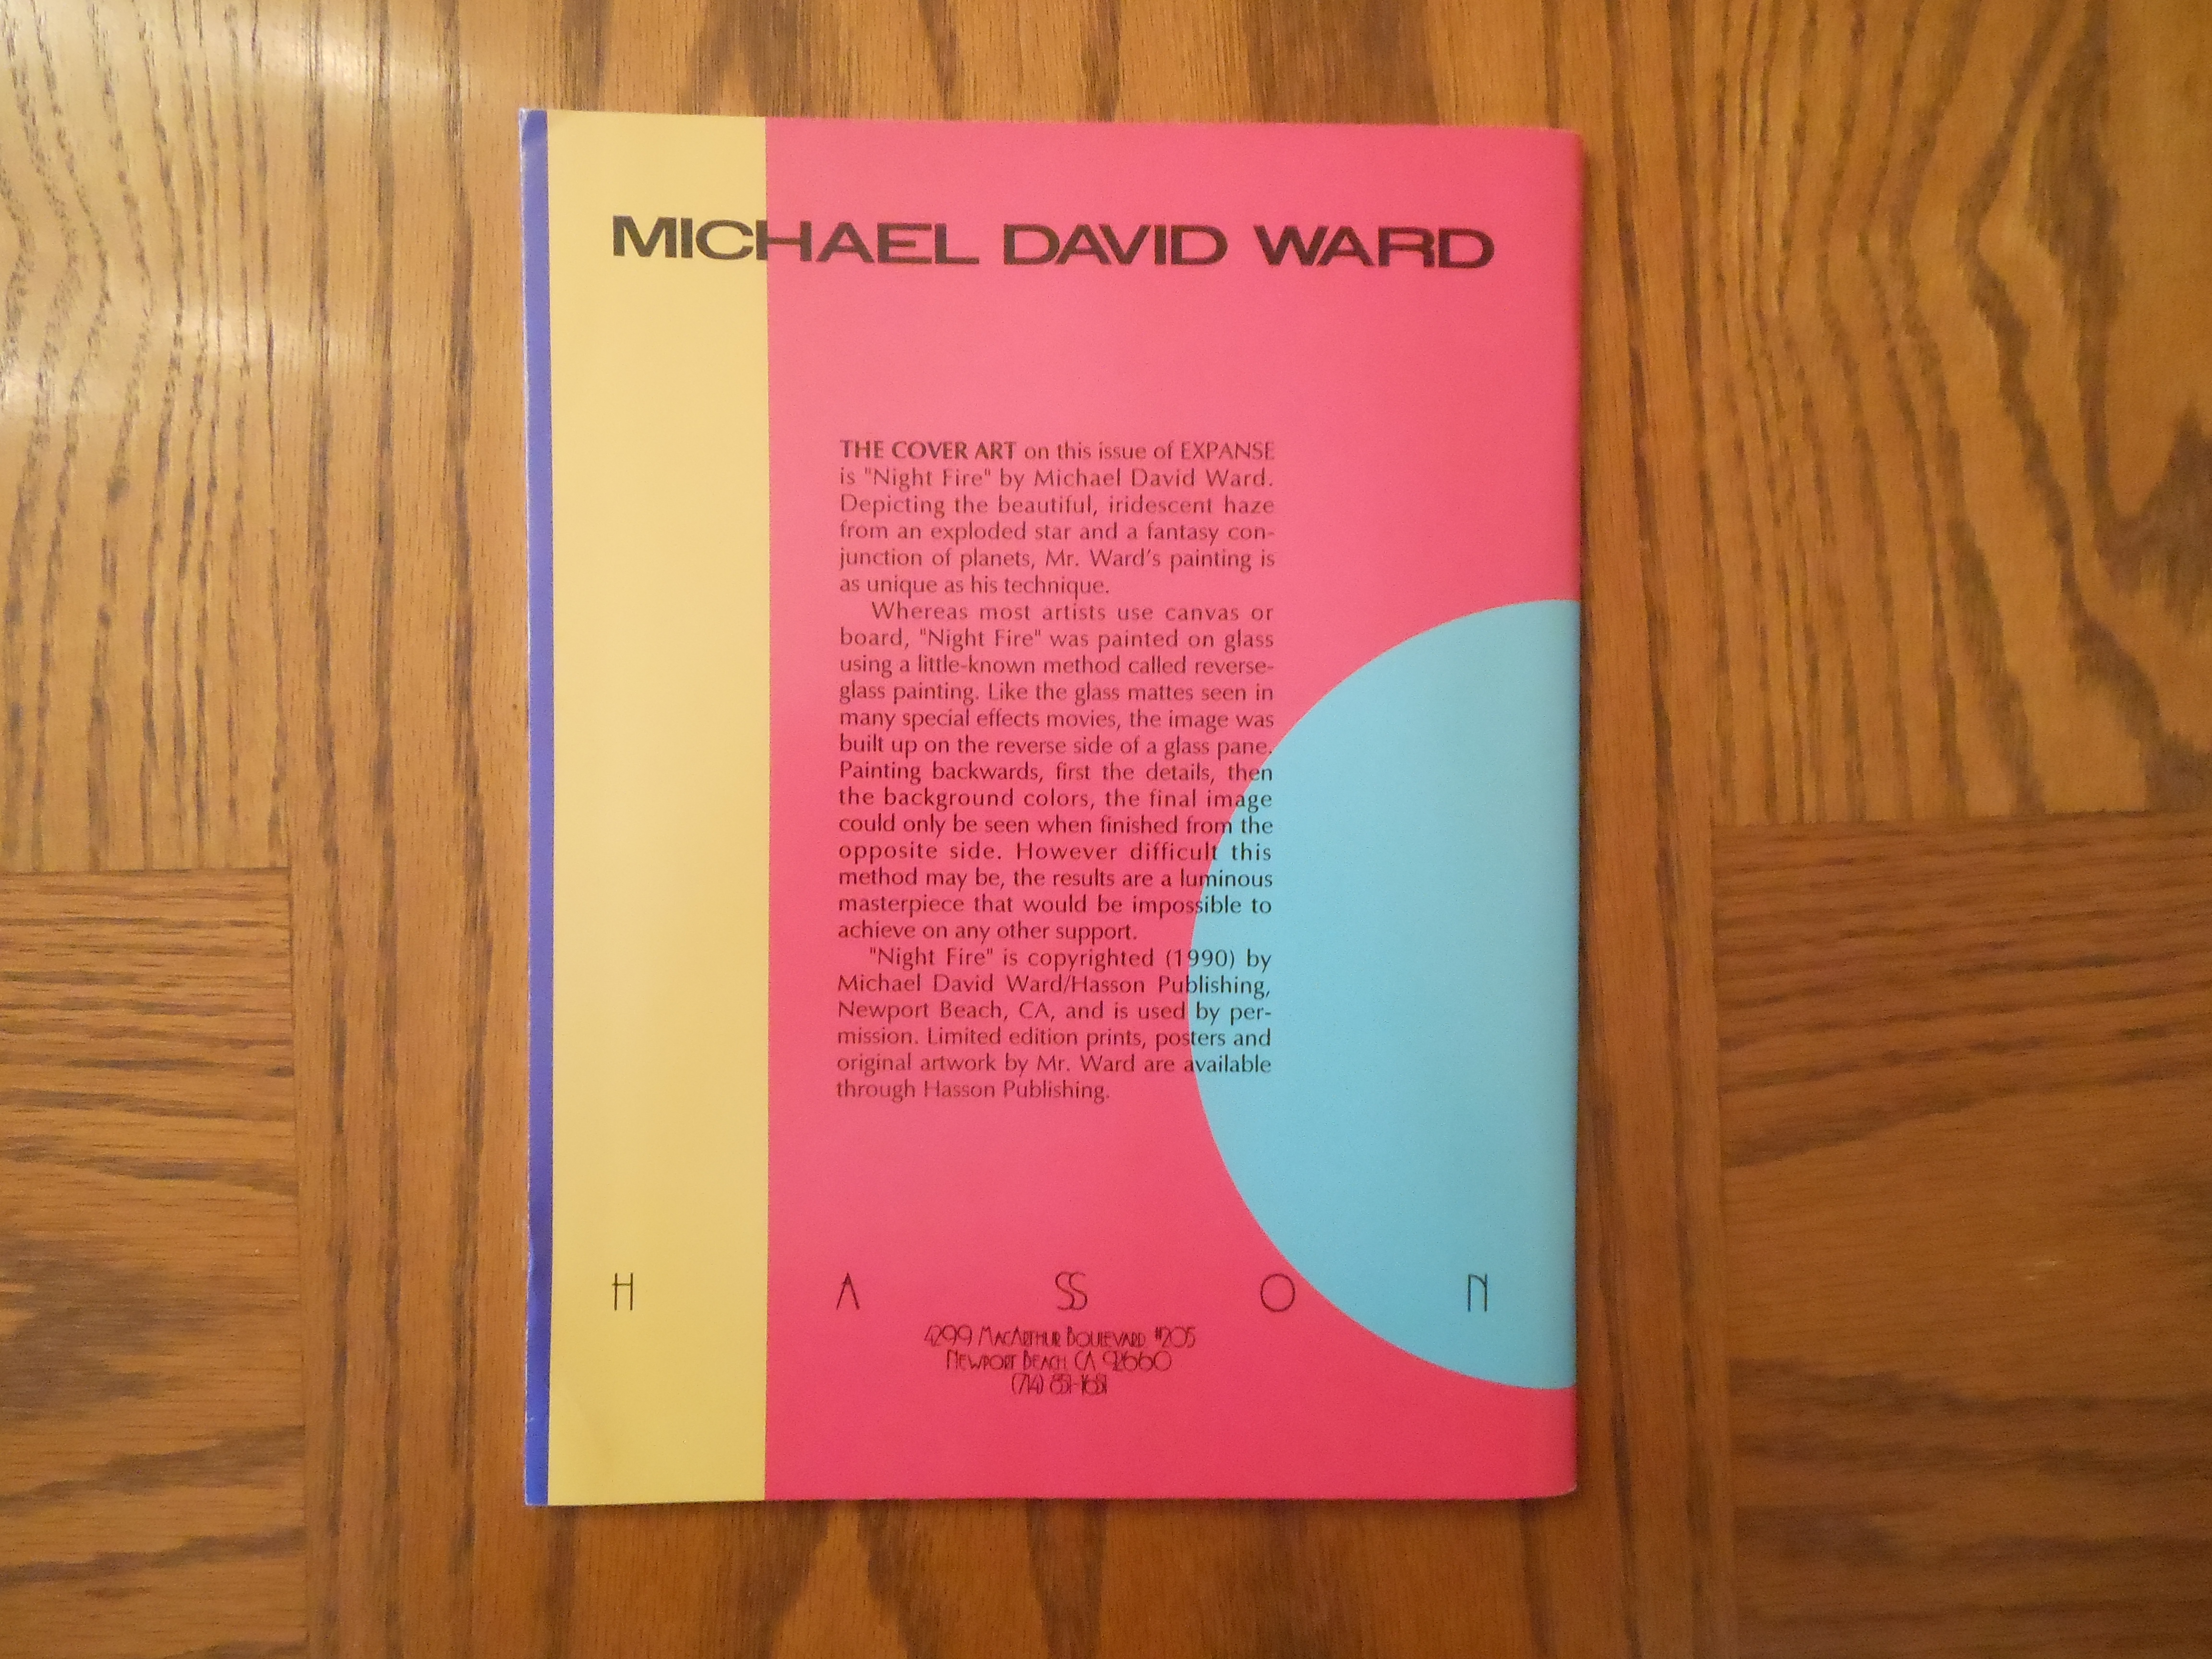 MICHAEL DAVID WARD
THE COVER ART on this issue of EXPANSE
is "Night Fire" by Michael David Ward.
Depicting the beautiful, iridescent haze
from an exploded star and a fantasy con-
junction of planets, Mr. Ward's painting is
as unique as his technique.
Whereas most artists use canvas or
board, "Night Fire" was painted on glass
using a little-known method called reverse-
glass painting. Like the glass mattes seen in
many special effects movies, the image was
built up on the reverse side of a glass pane.
Painting backwards, first the details, then
the background colors, the final image
could only be seen when finished from the
opposite side. However difficult this
method may be, the results are a luminous
masterpiece that would be impossible to
achieve on any other support.
"Night Fire" is copyrighted (1990) by
Michael David Ward/Hasson Publishing,
Newport Beach, CA, and is used by per-
mission. Limited edition prints, posters and
original artwork by Mr. Ward are available
through Hasson Publishing.
HASSON
4299 MacArthur Boulevard #205
Newport Beach, CA 92660
(714) 851-1681